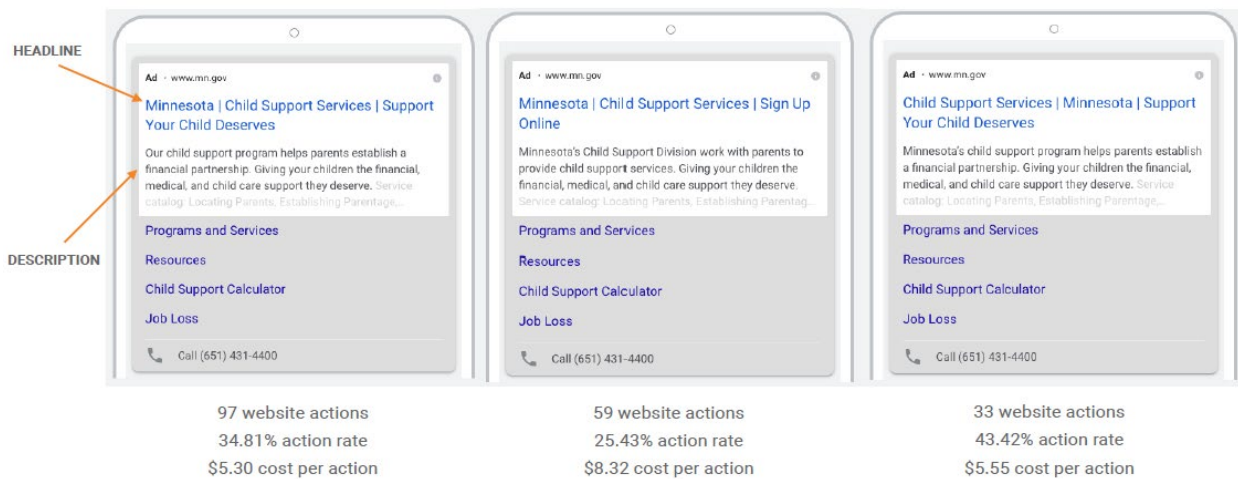 HEADLINE
DESCRIPTION
Ad · www.mn.gov
Minnesota | Child Support Services | Support
Your Child Deserves
Our child support program helps parents establish a
financial partnership. Giving your children the financial,
medical, and child care support they deserve. Service
catalog: Locating Parents, Establishing Parentage,...
Programs and Services
Resources
Child Support Calculator
Job Loss
Call (651) 431-4400
97 website actions
34.81% action rate
$5.30 cost per action
Ad · www.mn.gov
Minnesota | Child Support Services | Sign Up
Online
Minnesota's Child Support Division work with parents to
provide child support services. Giving your children the
financial, medical, and child care support they deserve.
Service catalog: Locating Parents, Establishing Parentag...
Programs and Services
Resources
Child Support Calculator
Job Loss
Call (651) 431-4400
59 website actions
25.43% action rate
$8.32 cost per action
Ad · www.mn.gov
Child Support Services | Minnesota | Support
Your Child Deserves
Minnesota's child support program helps parents establish
a financial partnership. Giving your children the financial,
medical, and child care support they deserve. Service
catalog: Locating Parents, Establishing Parentage,...
Programs and Services
Resources
Child Support Calculator
Job Loss
Call (651) 431-4400
33 website actions
43.42% action rate
$5.55 cost per action